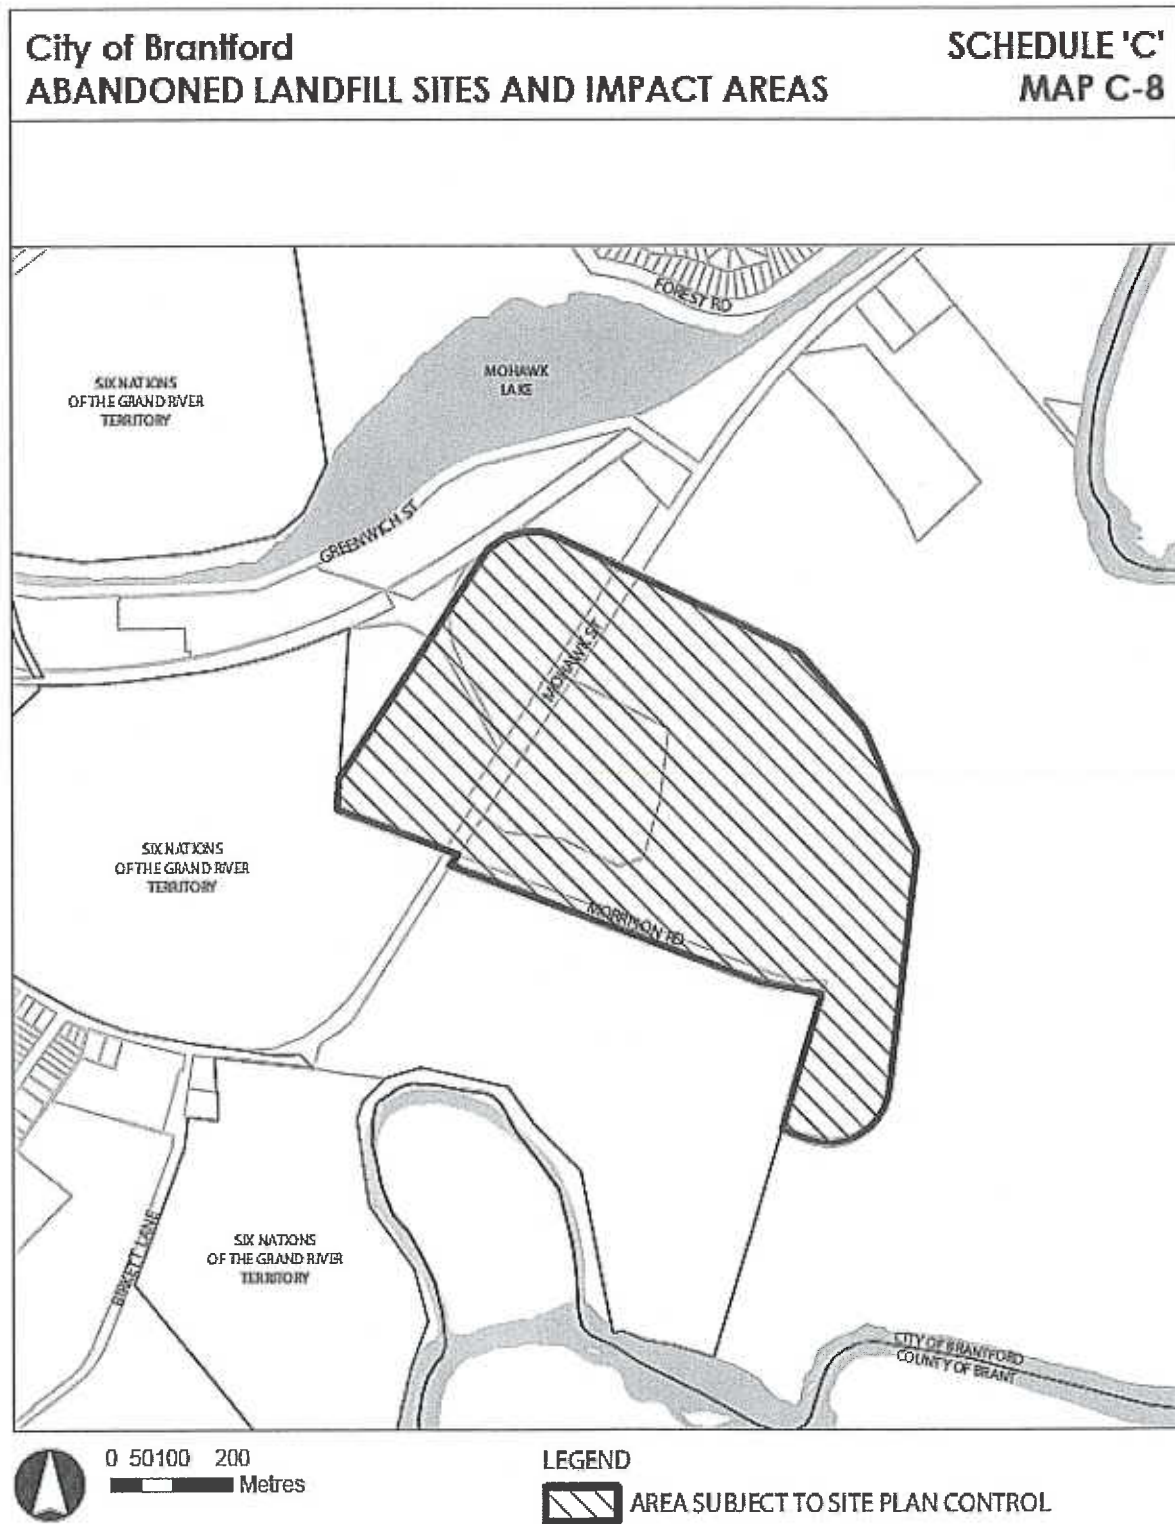 City of Brantford
SCHEDULE 'C'
ABANDONED LANDFILL SITES AND IMPACT AREAS
MAP C-8
FOREST RD
MOHAWK
LAKE
SIX NATIONS
OF THE GRAND RIVER
TERRITORY
GREENWICH ST
MOHAWK ST
SIX NATIONS
OF THE GRAND RIVER
TERRITORY
MORRISON RD
BIRKETT LANE
SIX NATIONS
OF THE GRAND RIVER
TERRITORY
CITY OF BRANTFORD
COUNTY OF BRANT
0 50100 200
Metres
LEGEND
AREA SUBJECT TO SITE PLAN CONTROL